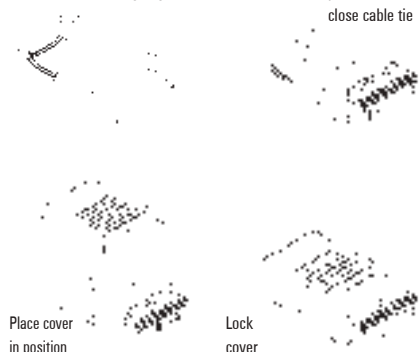 close cable tie
Place cover
in position
Lock
cover